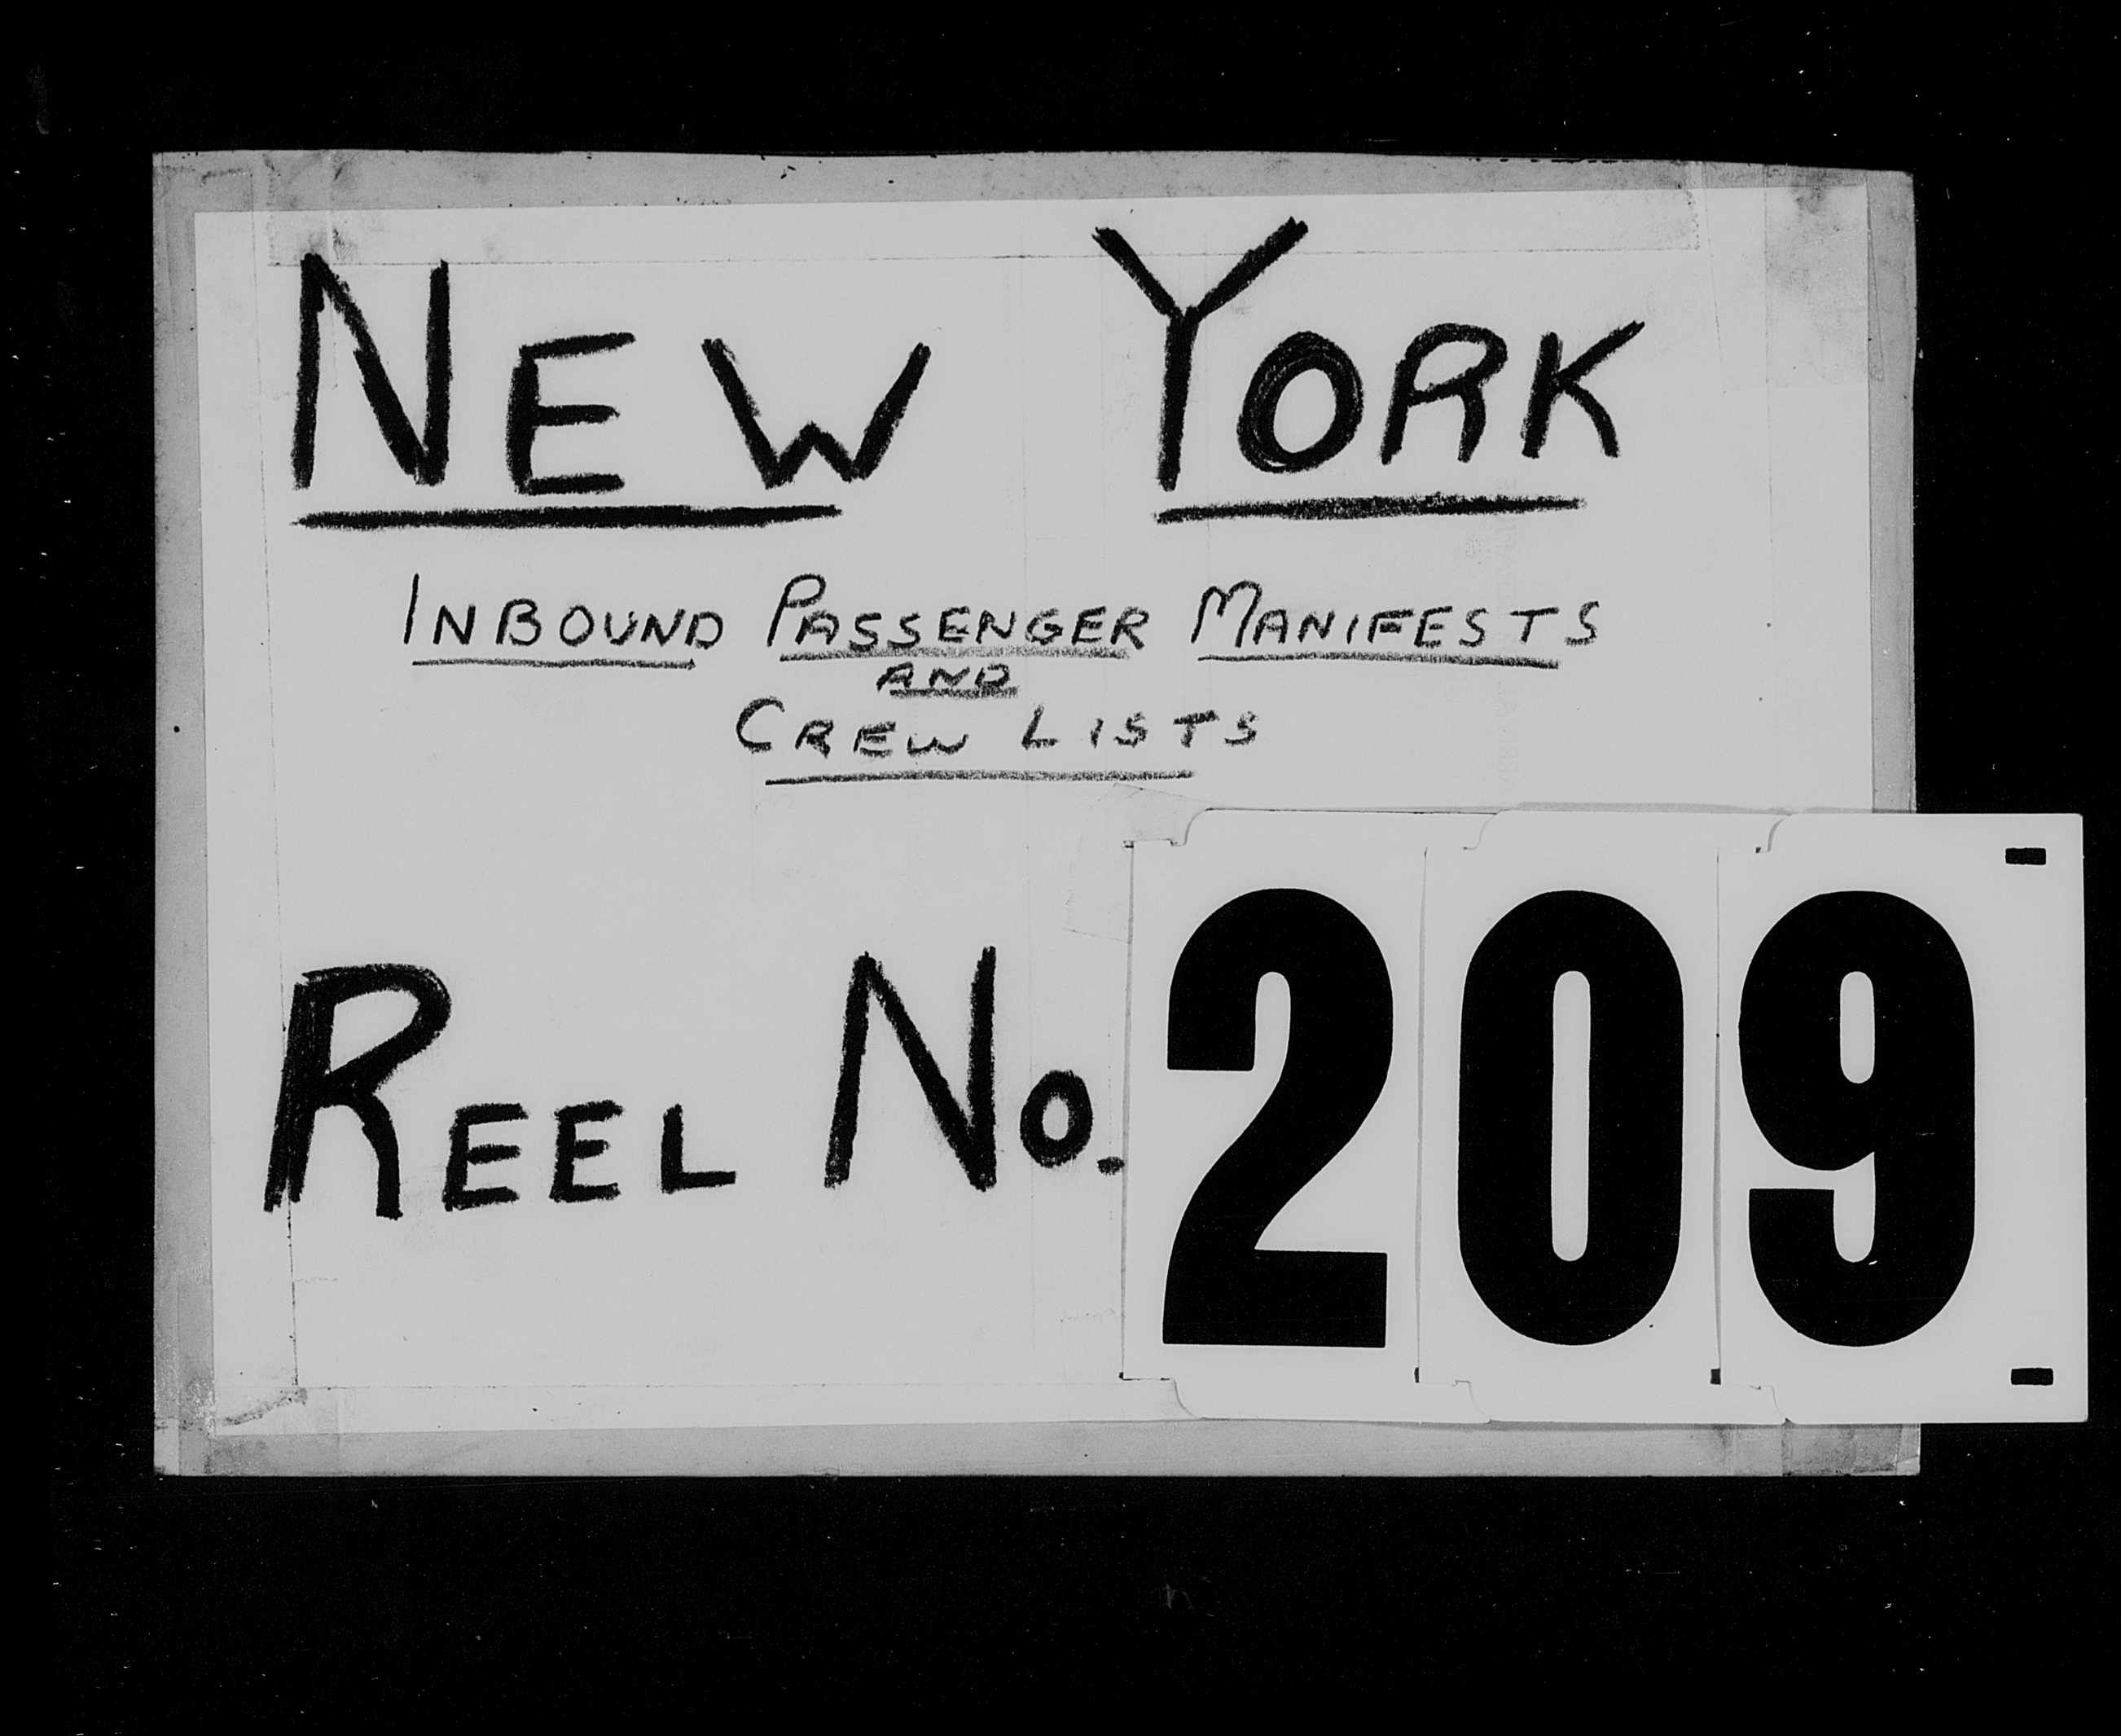 NEW YORK
INBOUND PASSENGER MANIFESTS
AND
CREW LISTS
REEL No. 209